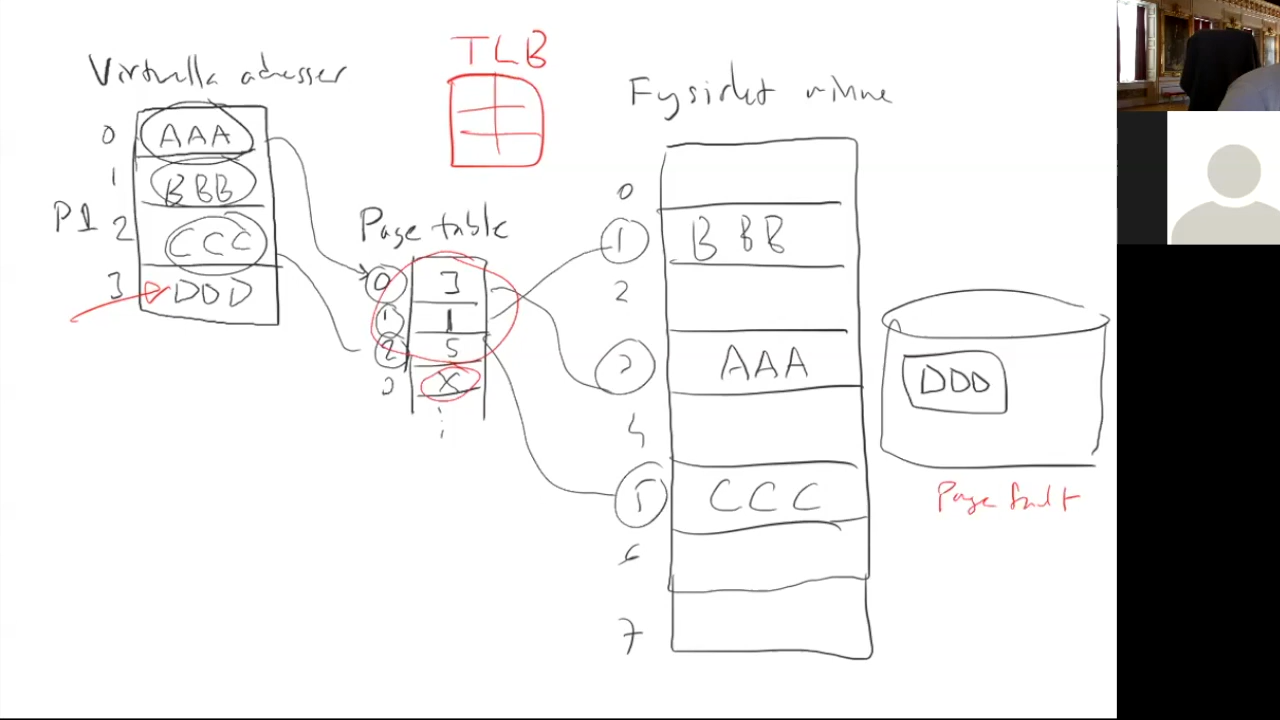 TLB
Virtuella adresser
Fysiskt minne
0 AAA
1 BBB
P1 2 CCC
3 DDD
Page table
0 3
1 1
2 5
3 X
0
1 BBB
2
3 AAA
4
5 CCC
6
7
DDD
Page fault